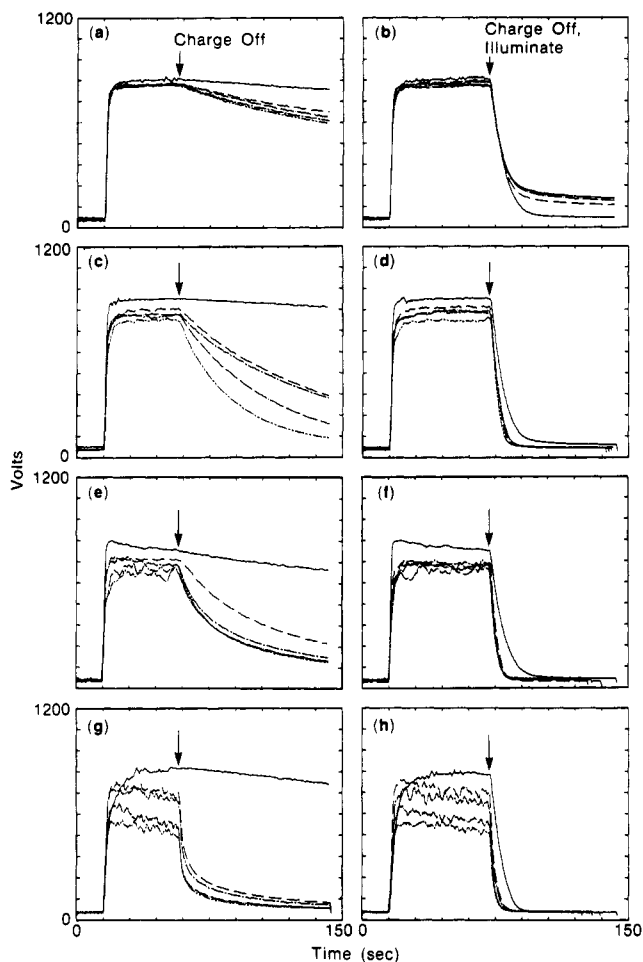 1200
(a)
Charge Off
0
(b)
Charge Off,
Illuminate
1200
(c)
0
(d)
Volts
1200
(e)
(f)
1200
(g)
0
0
150
(h)
0
150
Time (sec)